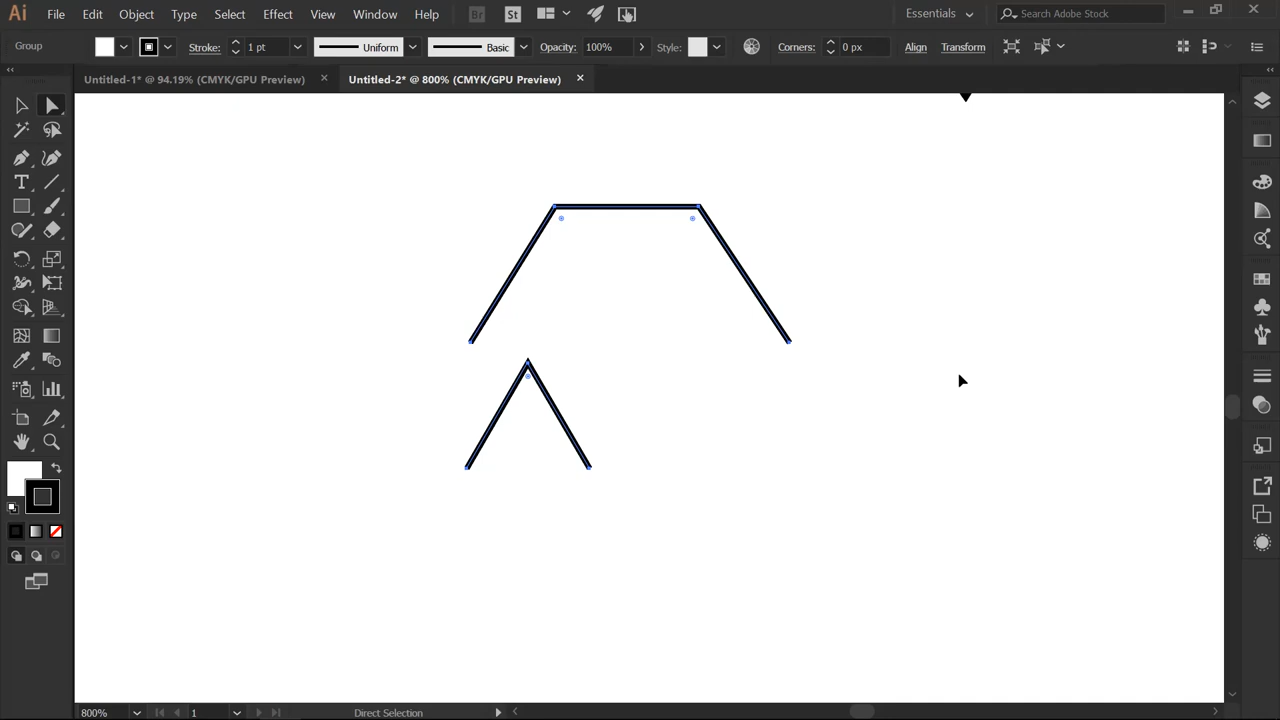 Ai File Edit Object Type Select Effect View Window Help Br St Essentials Search Adobe Stock
Group Stroke: 1 pt Uniform Basic Opacity: 100% Style: Corners: 0 px Align Transform
Untitled-1* @ 94.19% (CMYK/GPU Preview) Untitled-2* @ 800% (CMYK/GPU Preview)
800% 1 Direct Selection